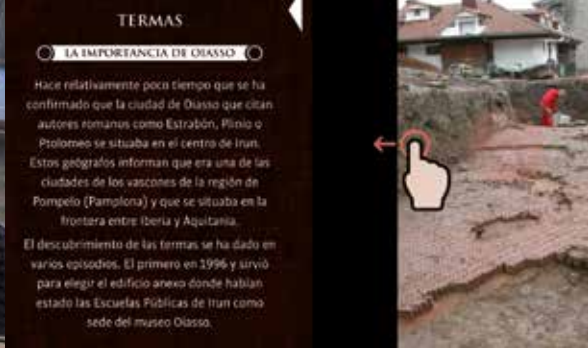 TERMAS
LA IMPORTANCIA DE OIASSO
Hace relativamente poco tiempo que se ha
confirmado que la ciudad de Oiasso que citan
autores romanos como Estrabón, Plinio o
Ptolomeo se situaba en el centro de Irun.
Estos geógrafos informan que era una de las
ciudades de los vascones de la región de
Pompelo (Pamplona) y que se situaba en la
frontera entre Iberia y Aquitania.
El descubrimiento de las termas se ha dado en
varios episodios. El primero en 1996 y sirvió
para elegir el edificio anexo donde habían
estado las Escuelas Públicas de Irun como
sede del museo Oiasso.